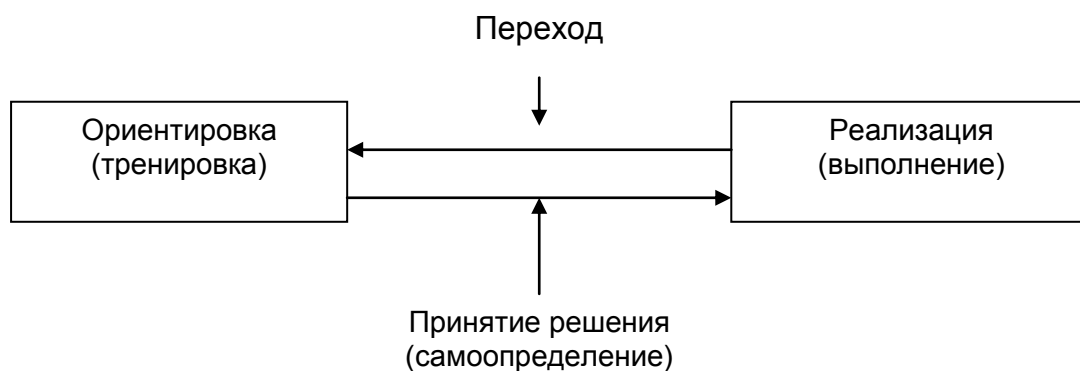 Переход
Ориентировка
(тренировка)
Реализация
(выполнение)
Принятие решения
(самоопределение)